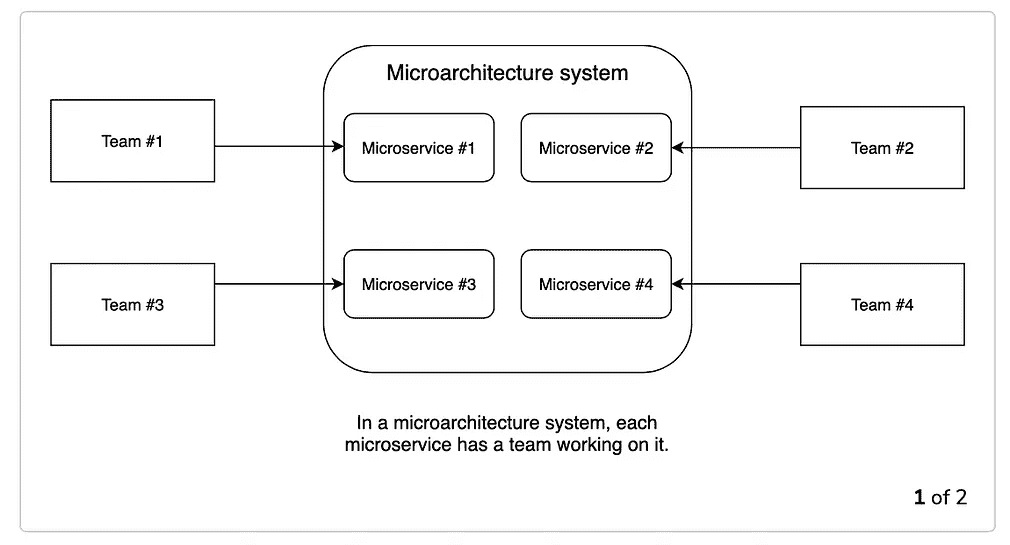 Microarchitecture system
Team #1
Microservice #1
Microservice #2
Team #2
Team #3
Microservice #3
Microservice #4
Team #4
In a microarchitecture system, each
microservice has a team working on it.
1 of 2